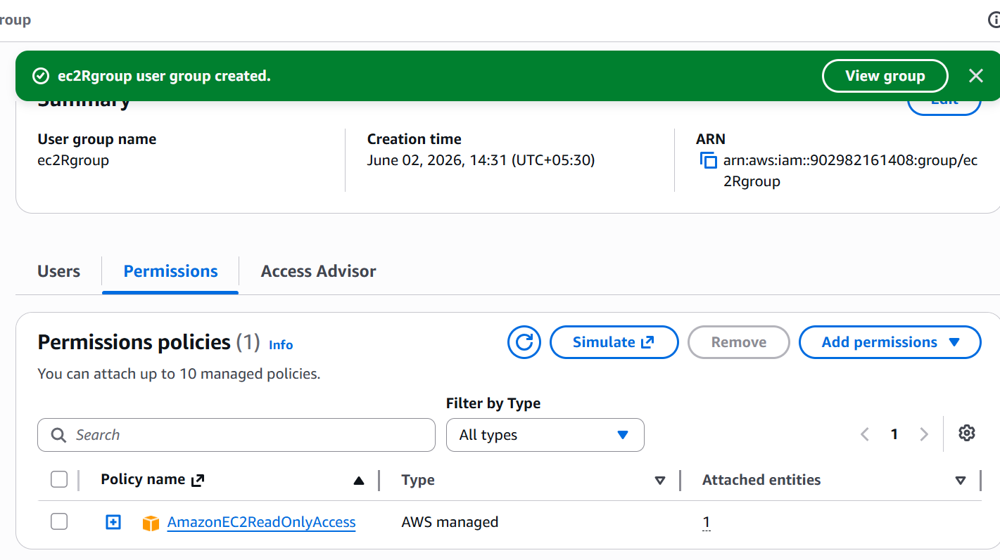 roup
ec2Rgroup user group created.
View group
Summary
Edit
User group name
ec2Rgroup
Creation time
June 02, 2026, 14:31 (UTC+05:30)
ARN
arn:aws:iam::902982161408:group/ec
2Rgroup
Users
Permissions
Access Advisor
Permissions policies (1) Info
Simulate
Remove
Add permissions
You can attach up to 10 managed policies.
Filter by Type
Search
All types
1
Policy name
Type
Attached entities
AmazonEC2ReadOnlyAccess
AWS managed
1